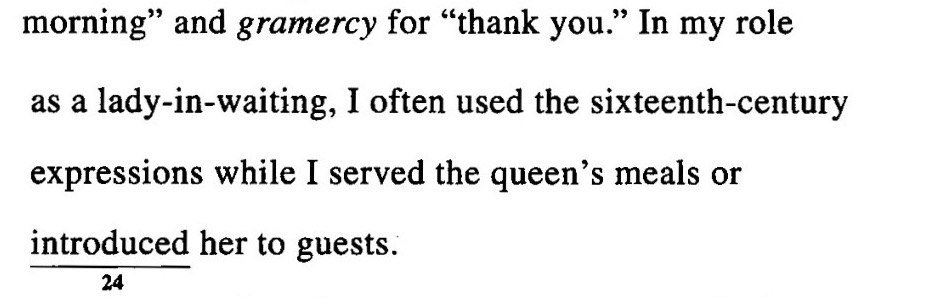 morning” and gramercy for “thank you.” In my role
as a lady-in-waiting, I often used the sixteenth-century
expressions while I served the queen’s meals or
introduced her to guests.
24